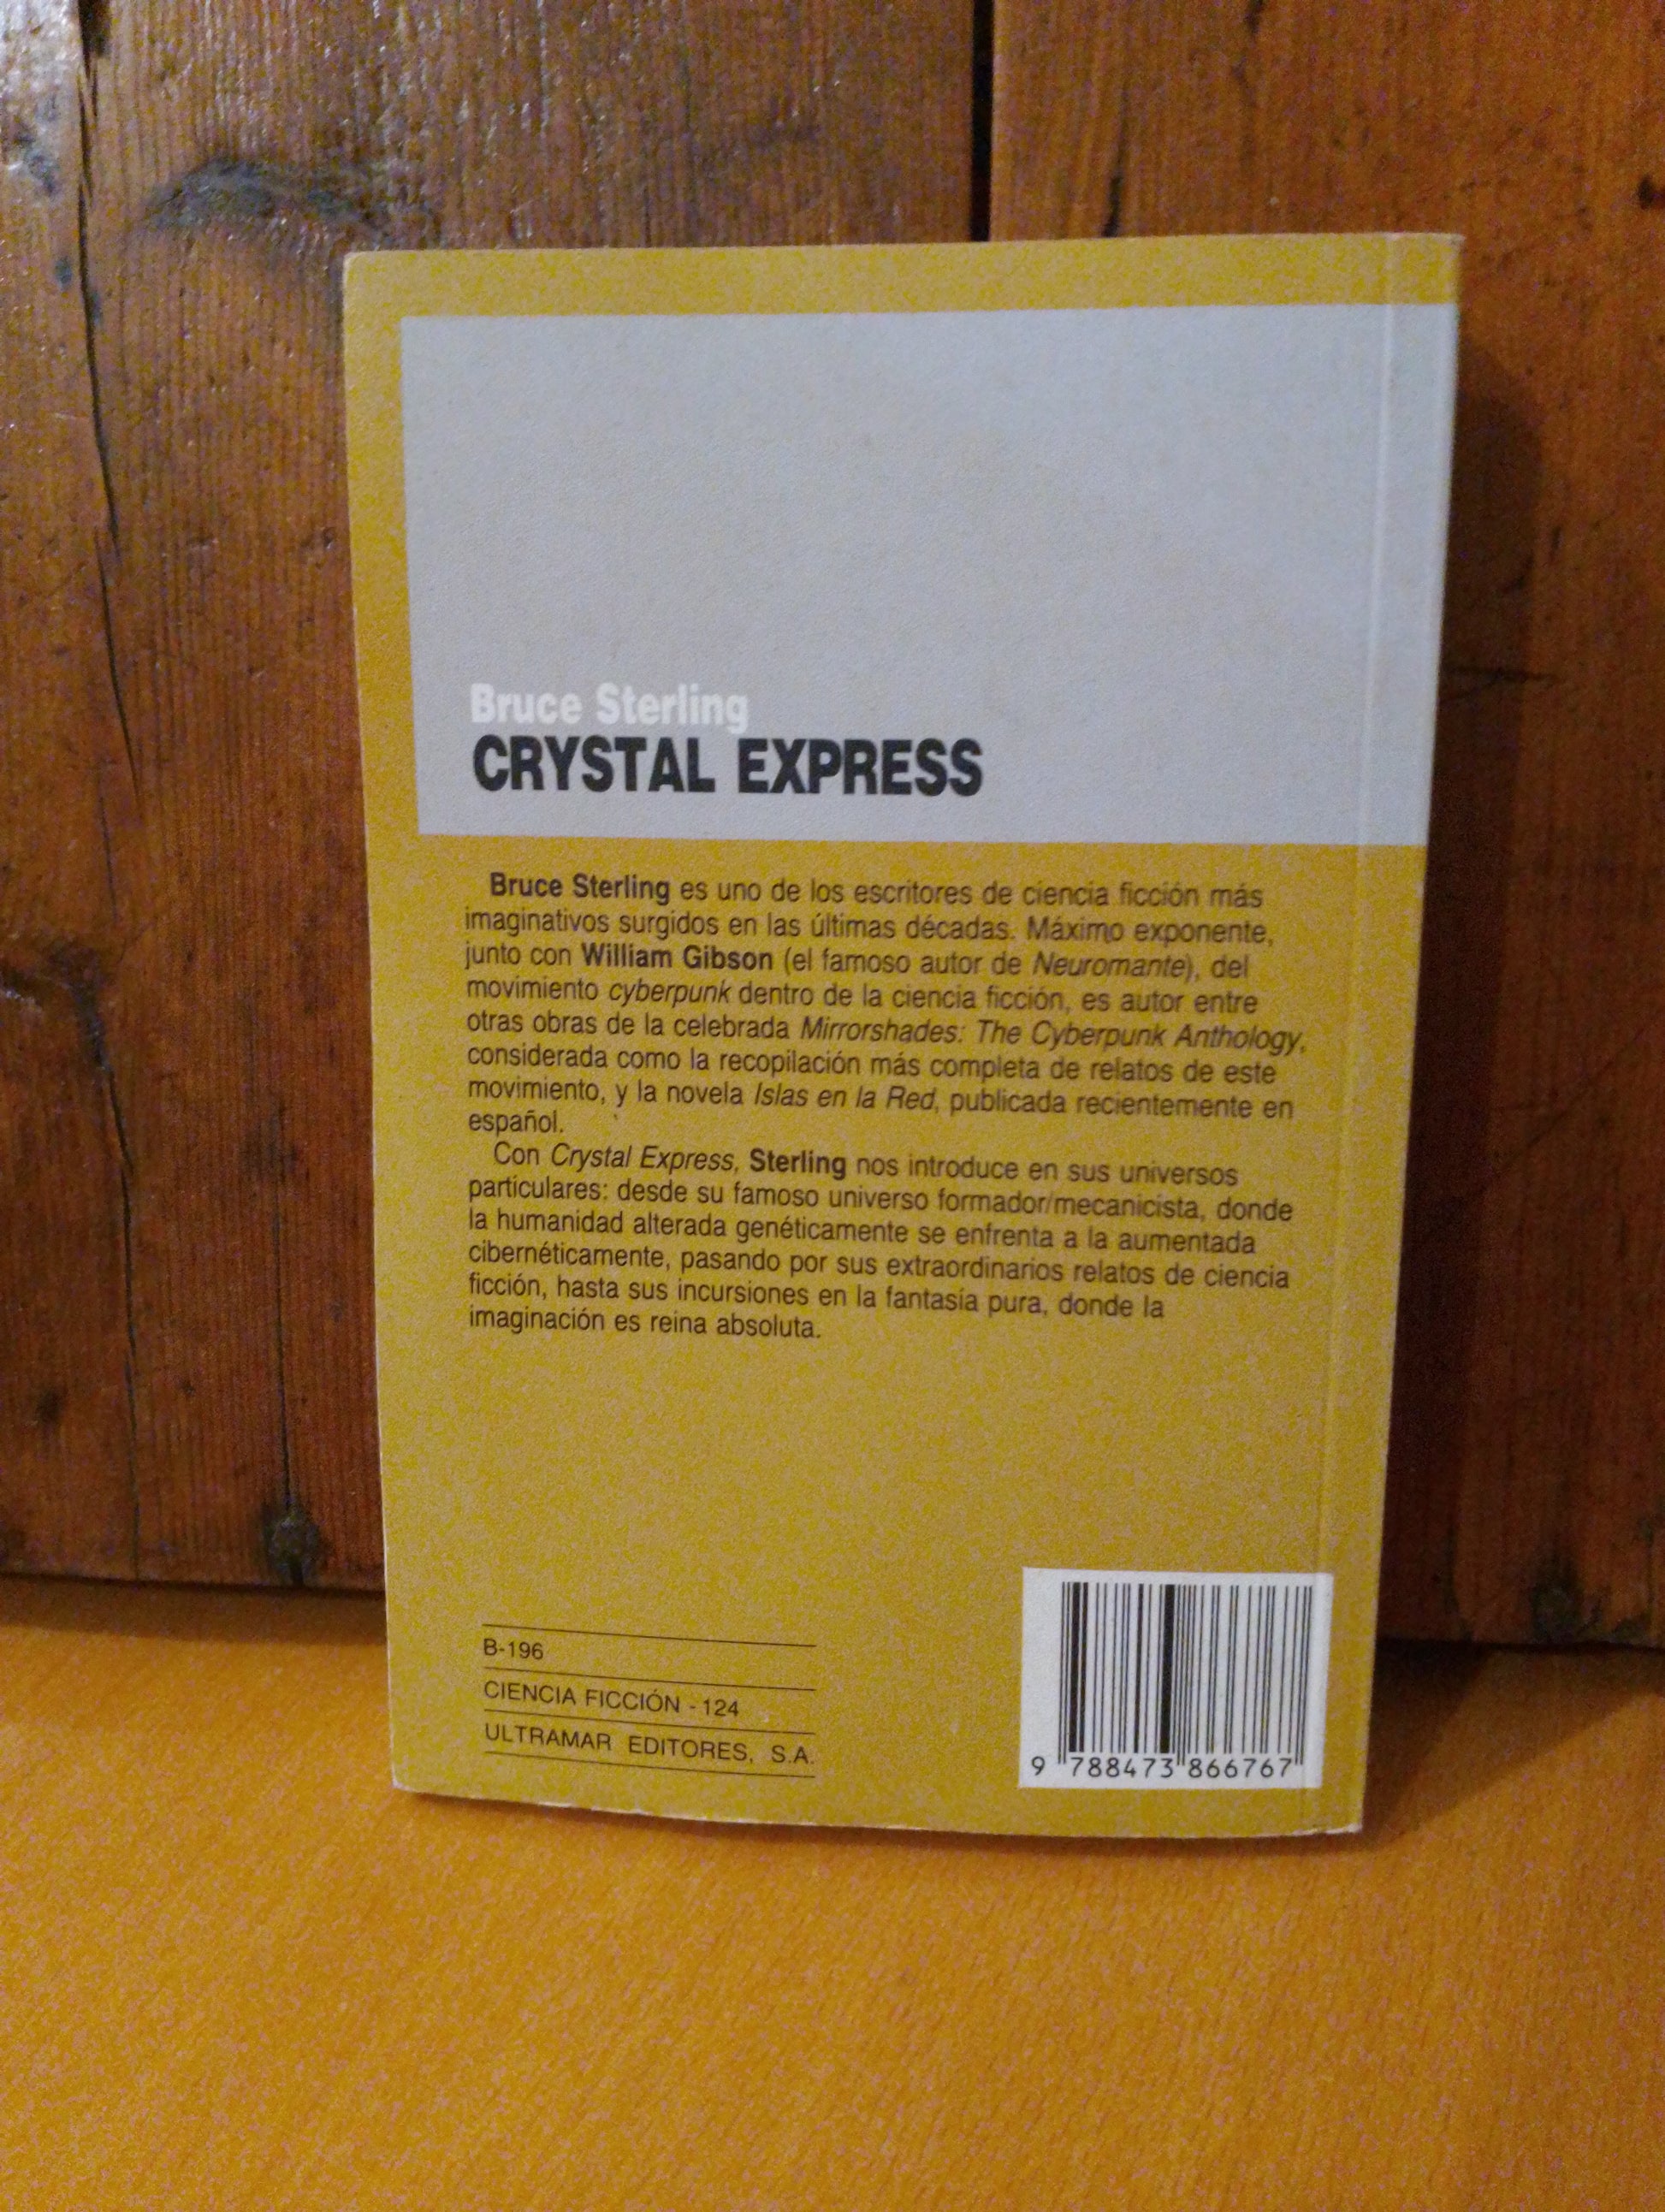 Bruce Sterling
CRYSTAL EXPRESS
Bruce Sterling es uno de los escritores de ciencia ficción más
imaginativos surgidos en las últimas décadas. Máximo exponente,
junto con William Gibson (el famoso autor de Neuromante), del
movimiento cyberpunk dentro de la ciencia ficción, es autor entre
otras obras de la celebrada Mirrorshades: The Cyberpunk Anthology,
considerada como la recopilación más completa de relatos de este
movimiento, y la novela Islas en la Red, publicada recientemente en
español.
Con Crystal Express, Sterling nos introduce en sus universos
particulares: desde su famoso universo formador/mecanicista, donde
la humanidad alterada genéticamente se enfrenta a la aumentada
cibernéticamente, pasando por sus extraordinarios relatos de ciencia
ficción, hasta sus incursiones en la fantasía pura, donde la
imaginación es reina absoluta.
B-196
CIENCIA FICCIÓN - 124
ULTRAMAR EDITORES, S.A.
9 788473 866767